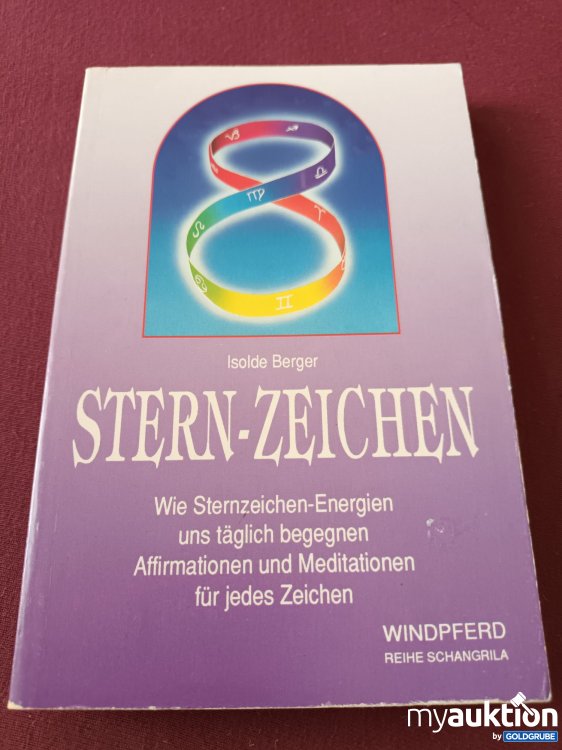 Isolde Berger
STERN-ZEICHEN
Wie Sternzeichen-Energien
uns täglich begegnen
Affirmationen und Meditationen
für jedes Zeichen
WINDPFERD
REIHE SCHANGRILA
myauktion
by GOLDGRUBE